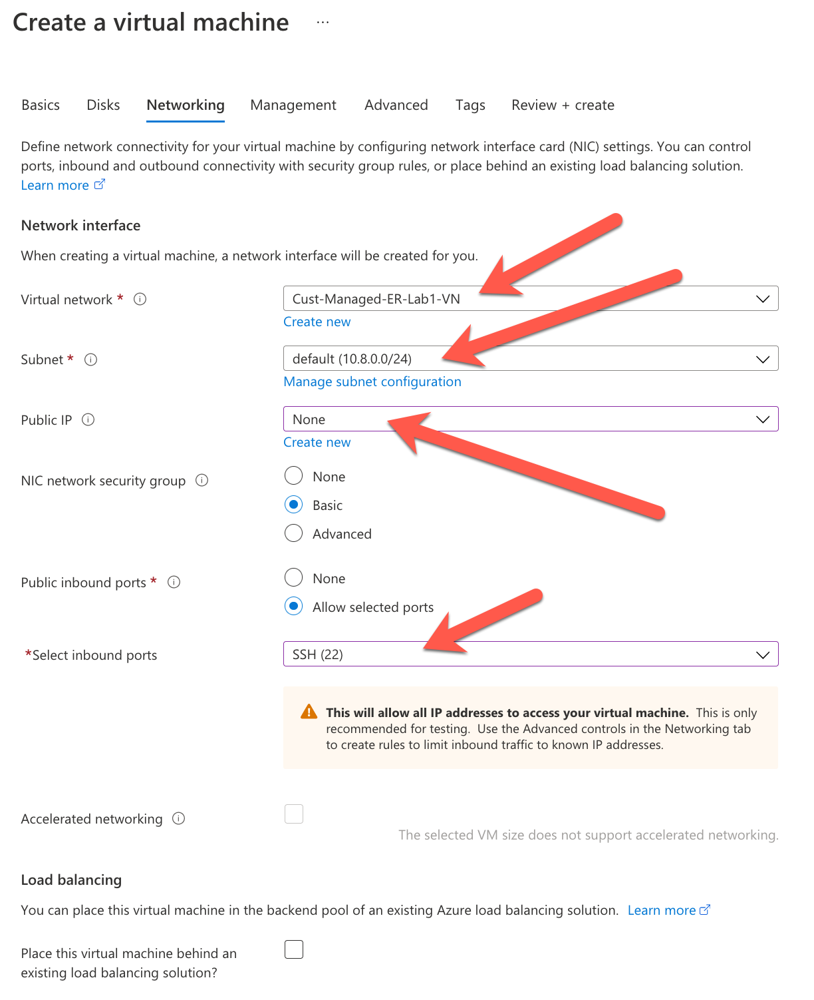 Create a virtual machine ...
Basics Disks Networking Management Advanced Tags Review + create
Define network connectivity for your virtual machine by configuring network interface card (NIC) settings. You can control
ports, inbound and outbound connectivity with security group rules, or place behind an existing load balancing solution.
Learn more
Network interface
When creating a virtual machine, a network interface will be created for you.
Virtual network * Cust-Managed-ER-Lab1-VN
Create new
Subnet * default (10.8.0.0/24)
Manage subnet configuration
Public IP None
Create new
NIC network security group None
Basic
Advanced
Public inbound ports * None
Allow selected ports
*Select inbound ports SSH (22)
This will allow all IP addresses to access your virtual machine. This is only
recommended for testing. Use the Advanced controls in the Networking tab
to create rules to limit inbound traffic to known IP addresses.
Accelerated networking
The selected VM size does not support accelerated networking.
Load balancing
You can place this virtual machine in the backend pool of an existing Azure load balancing solution. Learn more
Place this virtual machine behind an
existing load balancing solution?